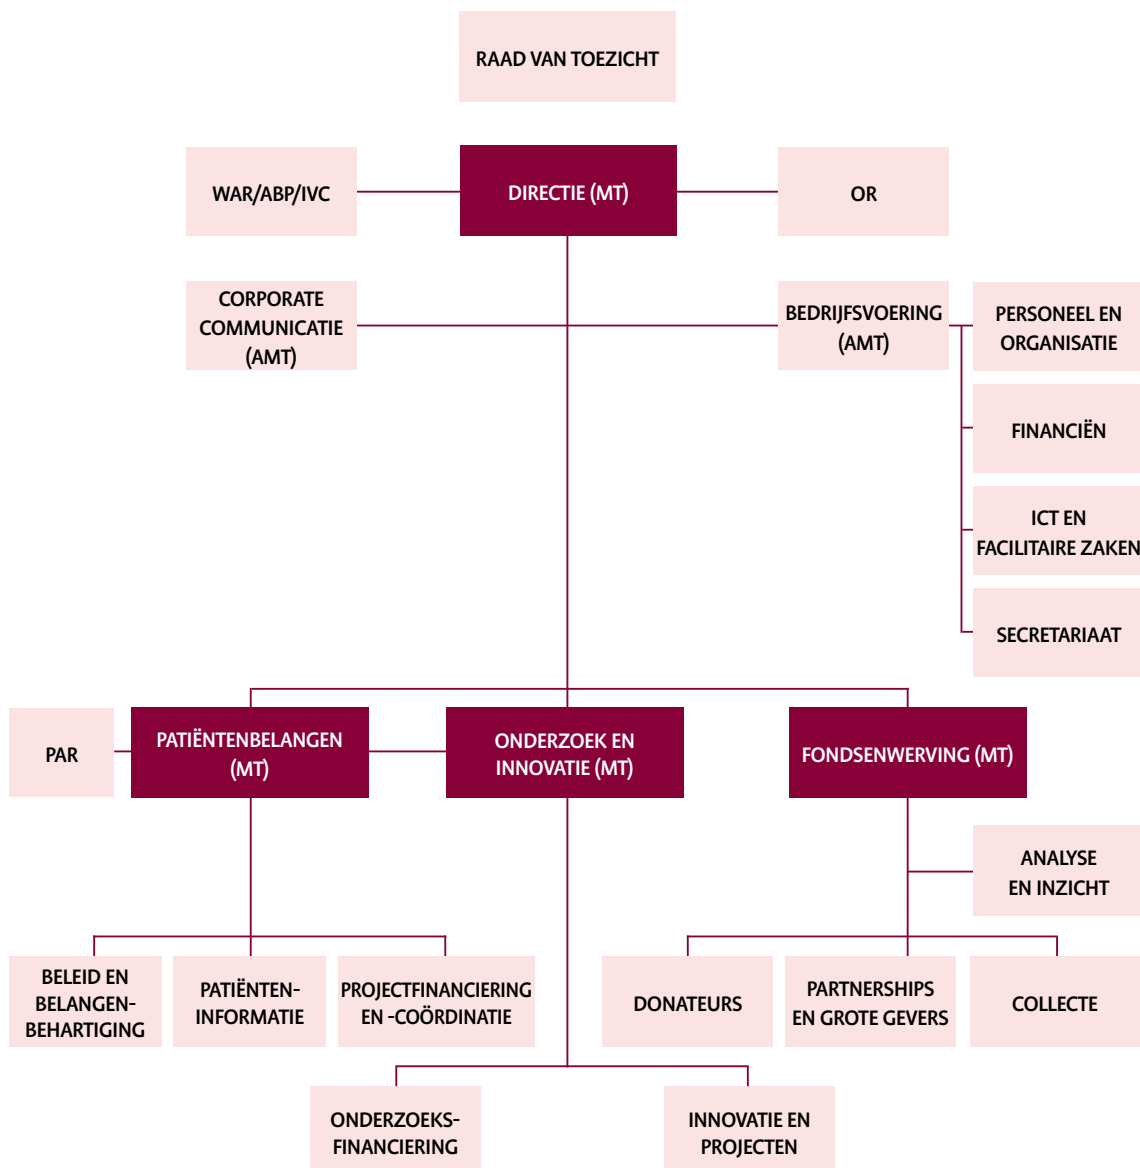 RAAD VAN TOEZICHT
WAR/ABP/IVC
DIRECTIE (MT)
OR
CORPORATE
COMMUNICATIE
(AMT)
BEDRIJFSVOERING
(AMT)
PERSONEEL EN
ORGANISATIE
FINANCIËN
ICT EN
FACILITAIRE ZAKEN
SECRETARIAAT
PAR
PATIËNTENBELANGEN
(MT)
ONDERZOEK EN
INNOVATIE (MT)
FONDSENWERVING (MT)
ANALYSE
EN INZICHT
BELEID EN
BELANGEN-
BEHARTIGING
PATIËNTEN-
INFORMATIE
PROJECTFINANCIERING
EN -COÖRDINATIE
DONATEURS
PARTNERSHIPS
EN GROTE GEVERS
COLLECTE
ONDERZOEKS-
FINANCIERING
INNOVATIE EN
PROJECTEN